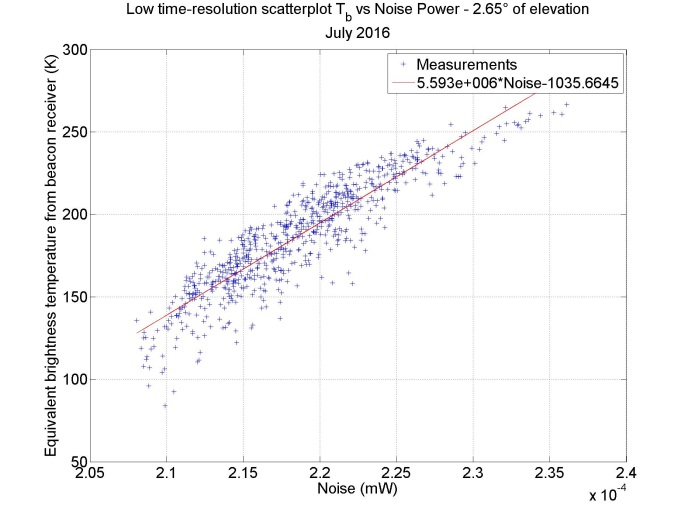 Low time-resolution scatterplot T_b vs Noise Power - 2.65° of elevation
July 2016
Equivalent brightness temperature from beacon receiver (K)
300
250
200
150
100
50
Measurements
5.593e+006*Noise-1035.6645
2.05 2.1 2.15 2.2 2.25 2.3 2.35 2.4
Noise (mW)
x 10^-4